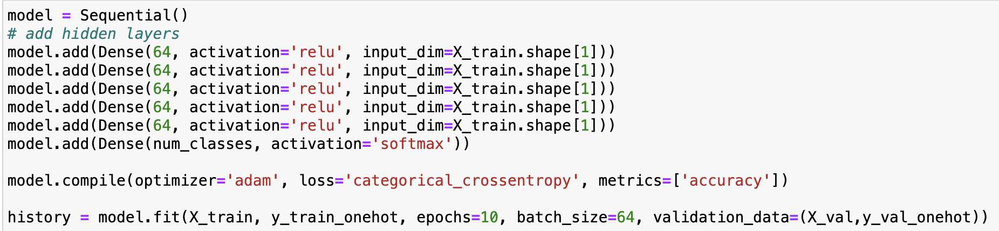 model = Sequential()
# add hidden layers
model.add(Dense(64, activation='relu', input_dim=X_train.shape[1]))
model.add(Dense(64, activation='relu', input_dim=X_train.shape[1]))
model.add(Dense(64, activation='relu', input_dim=X_train.shape[1]))
model.add(Dense(64, activation='relu', input_dim=X_train.shape[1]))
model.add(Dense(64, activation='relu', input_dim=X_train.shape[1]))
model.add(Dense(num_classes, activation='softmax'))
model.compile(optimizer='adam', loss='categorical_crossentropy', metrics=['accuracy'])
history = model.fit(X_train, y_train_onehot, epochs=10, batch_size=64, validation_data=(X_val,y_val_onehot))